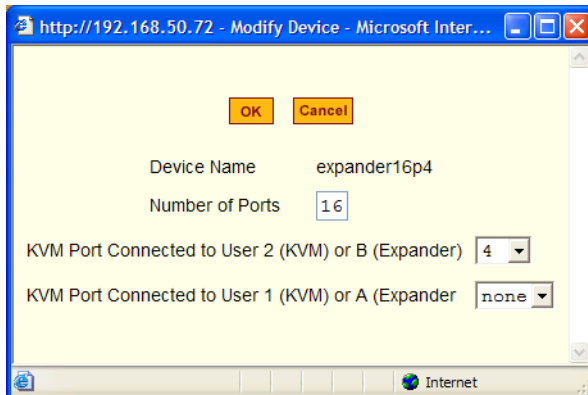 http://192.168.50.72 - Modify Device - Microsoft Inter...
OK Cancel
Device Name expander16p4
Number of Ports 16
KVM Port Connected to User 2 (KVM) or B (Expander) 4
KVM Port Connected to User 1 (KVM) or A (Expander none
Internet